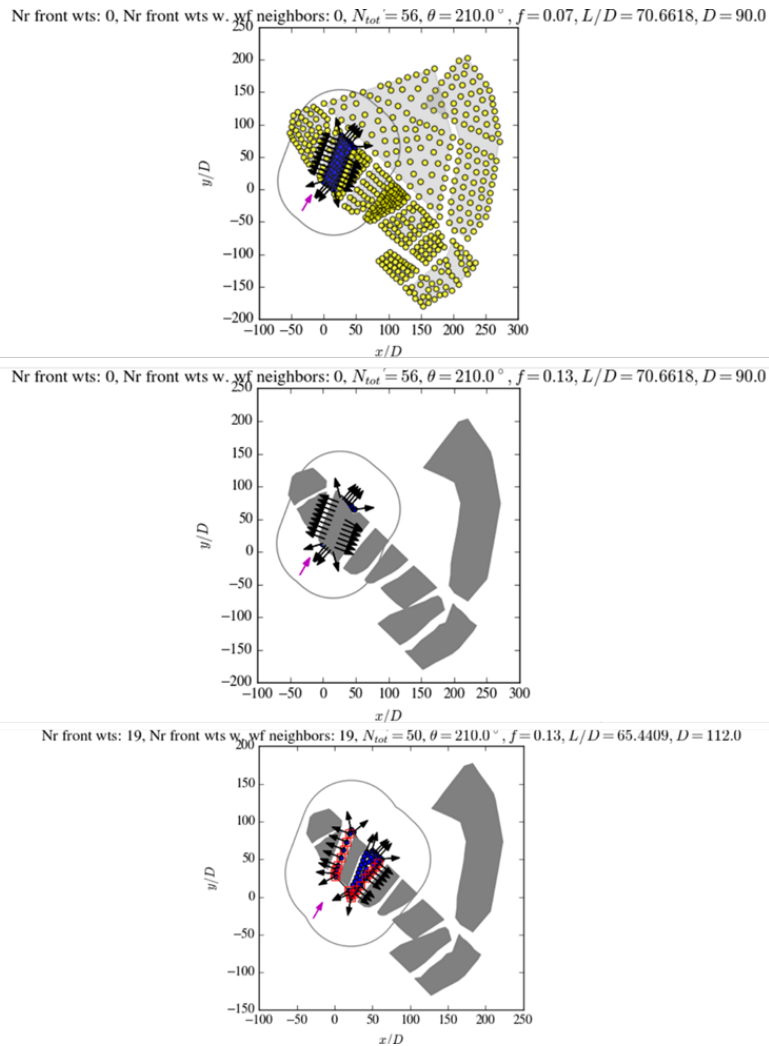 Nr front wts: 0, Nr front wts w. wf neighbors: 0, N_tot = 56, θ = 210.0°, f = 0.07, L/D = 70.6618, D = 90.0
250
200
150
100
50
0
−50
−100
−150
−200
y/D
−100 −50 0 50 100 150 200 250 300
x/D
Nr front wts: 0, Nr front wts w. wf neighbors: 0, N_tot = 56, θ = 210.0°, f = 0.13, L/D = 70.6618, D = 90.0
250
200
150
100
50
0
−50
−100
−150
−200
y/D
−100 −50 0 50 100 150 200 250 300
x/D
Nr front wts: 19, Nr front wts w. wf neighbors: 19, N_tot = 50, θ = 210.0°, f = 0.13, L/D = 65.4409, D = 112.0
200
150
100
50
0
−50
−100
−150
y/D
−100 −50 0 50 100 150 200 250
x/D